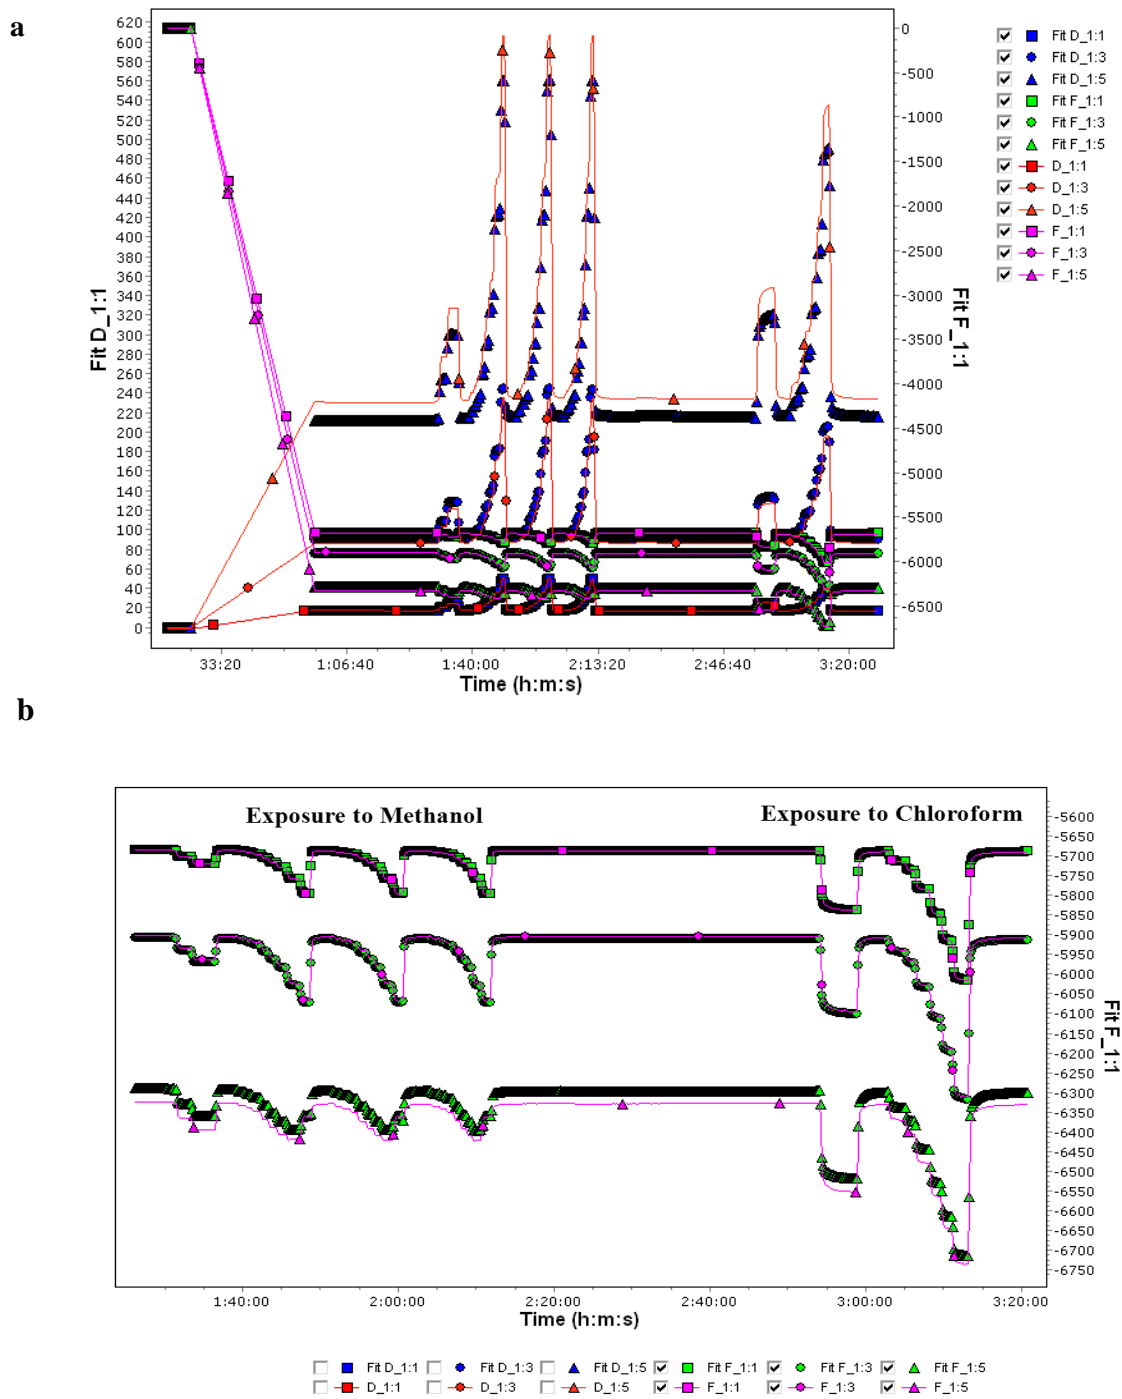 a
620
600
580
560
540
520
500
480
460
440
420
400
380
360
340
320
300
280
260
240
220
200
180
160
140
120
100
80
60
40
20
0
Fit D_1:1
0
-500
-1000
-1500
-2000
-2500
-3000
-3500
-4000
-4500
-5000
-5500
-6000
-6500
Fit F_1:1
33:20 1:06:40 1:40:00 2:13:20 2:46:40 3:20:00
Time (h:m:s)
Fit D_1:1
Fit D_1:3
Fit D_1:5
Fit F_1:1
Fit F_1:3
Fit F_1:5
D_1:1
D_1:3
D_1:5
F_1:1
F_1:3
F_1:5
b
Exposure to Methanol
Exposure to Chloroform
-5600
-5650
-5700
-5750
-5800
-5850
-5900
-5950
-6000
-6050
-6100
-6150
-6200
-6250
-6300
-6350
-6400
-6450
-6500
-6550
-6600
-6650
-6700
-6750
Fit F_1:1
1:40:00 2:00:00 2:20:00 2:40:00 3:00:00 3:20:00
Time (h:m:s)
Fit D_1:1 Fit D_1:3 Fit D_1:5 Fit F_1:1 Fit F_1:3 Fit F_1:5
D_1:1 D_1:3 D_1:5 F_1:1 F_1:3 F_1:5